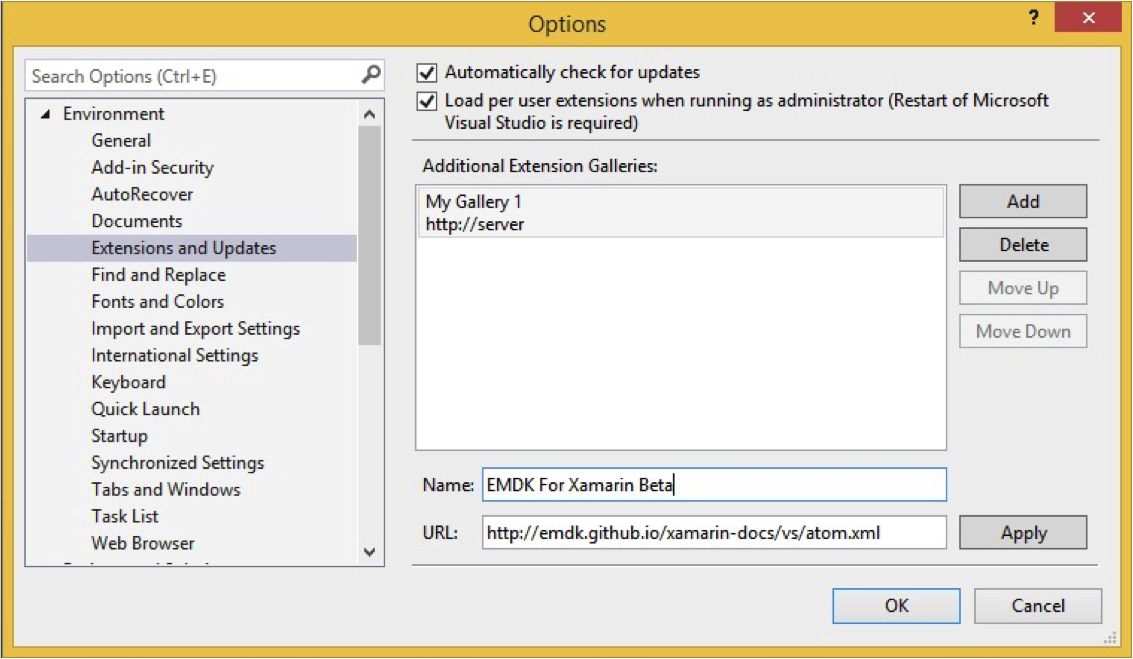 Options
?
Search Options (Ctrl+E)
Environment
General
Add-in Security
AutoRecover
Documents
Extensions and Updates
Find and Replace
Fonts and Colors
Import and Export Settings
International Settings
Keyboard
Quick Launch
Startup
Synchronized Settings
Tabs and Windows
Task List
Web Browser
Automatically check for updates
Load per user extensions when running as administrator (Restart of Microsoft
Visual Studio is required)
Additional Extension Galleries:
My Gallery 1
http://server
Add
Delete
Move Up
Move Down
Name: EMDK For Xamarin Beta
URL: http://emdk.github.io/xamarin-docs/vs/atom.xml
Apply
OK
Cancel